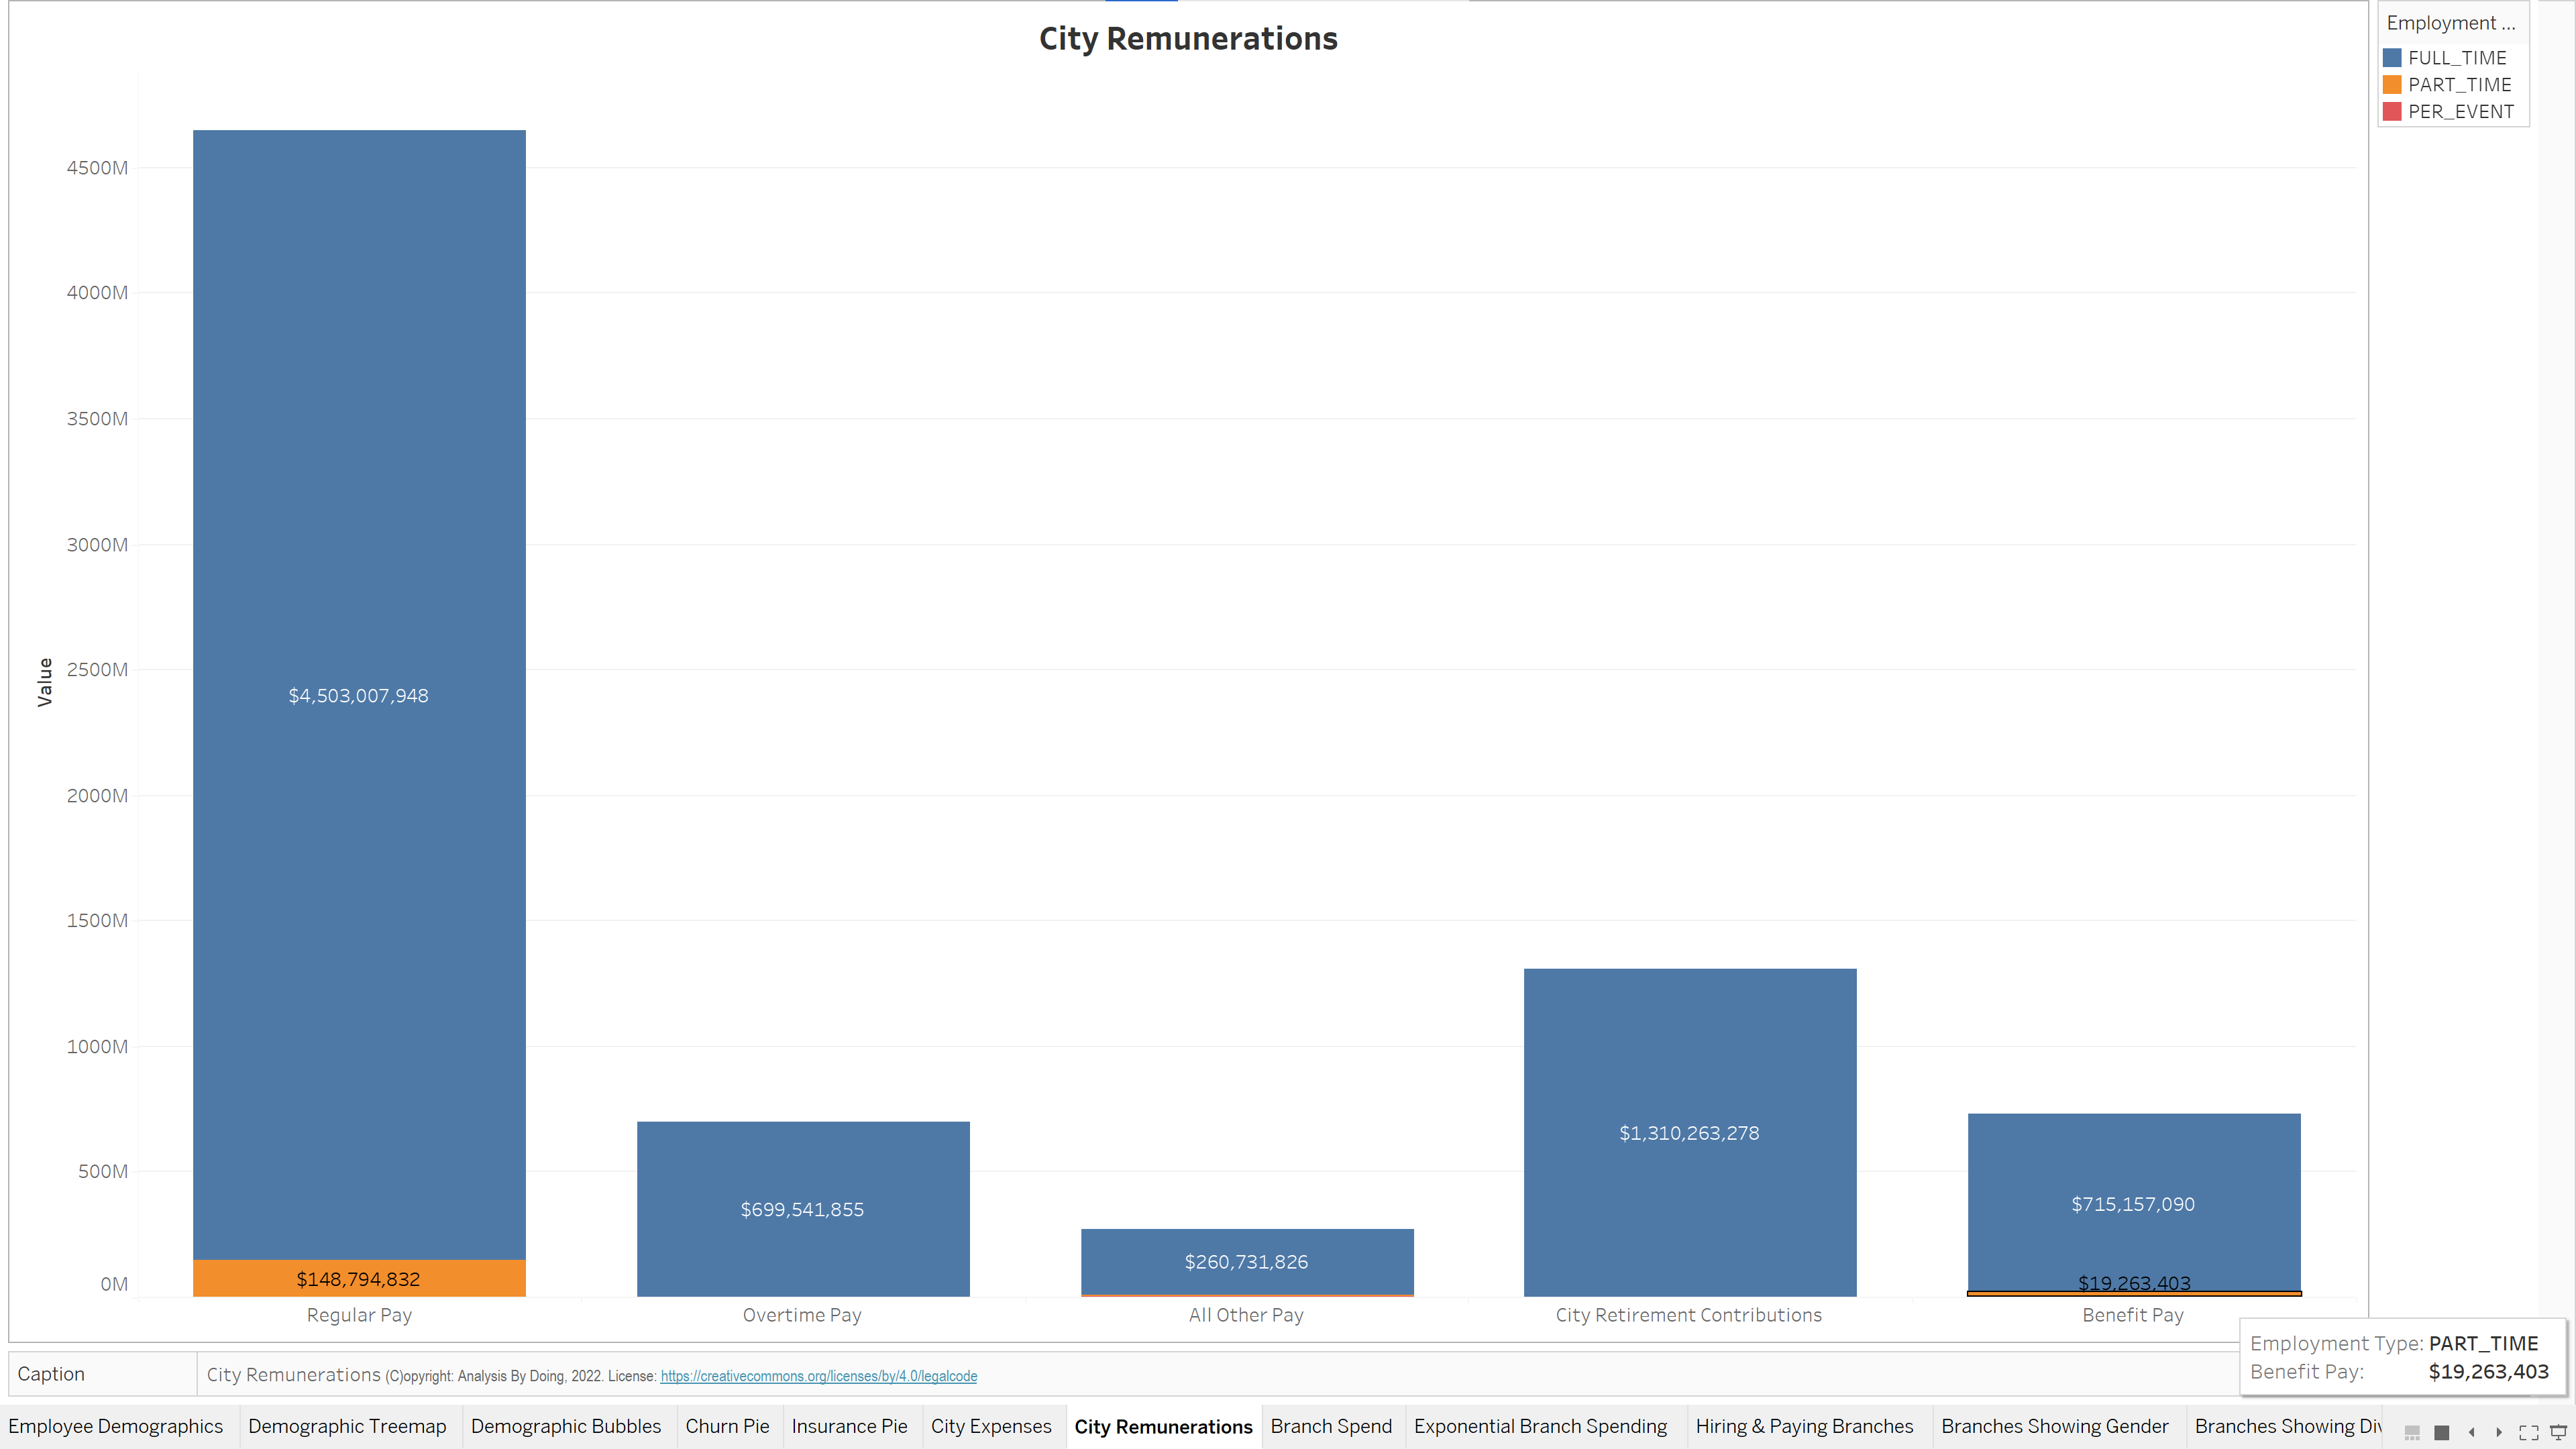 City Remunerations
Employment ...
FULL_TIME
PART_TIME
PER_EVENT
Value
4500M
4000M
3500M
3000M
2500M
2000M
1500M
1000M
500M
0M
$4,503,007,948
$148,794,832
$699,541,855
$260,731,826
$1,310,263,278
$715,157,090
$19,263,403
Regular Pay
Overtime Pay
All Other Pay
City Retirement Contributions
Benefit Pay
Employment Type: PART_TIME
Benefit Pay: $19,263,403
Caption
City Remunerations (C)opyright: Analysis By Doing, 2022. License: https://creativecommons.org/licenses/by/4.0/legalcode
Employee Demographics
Demographic Treemap
Demographic Bubbles
Churn Pie
Insurance Pie
City Expenses
City Remunerations
Branch Spend
Exponential Branch Spending
Hiring & Paying Branches
Branches Showing Gender
Branches Showing Div